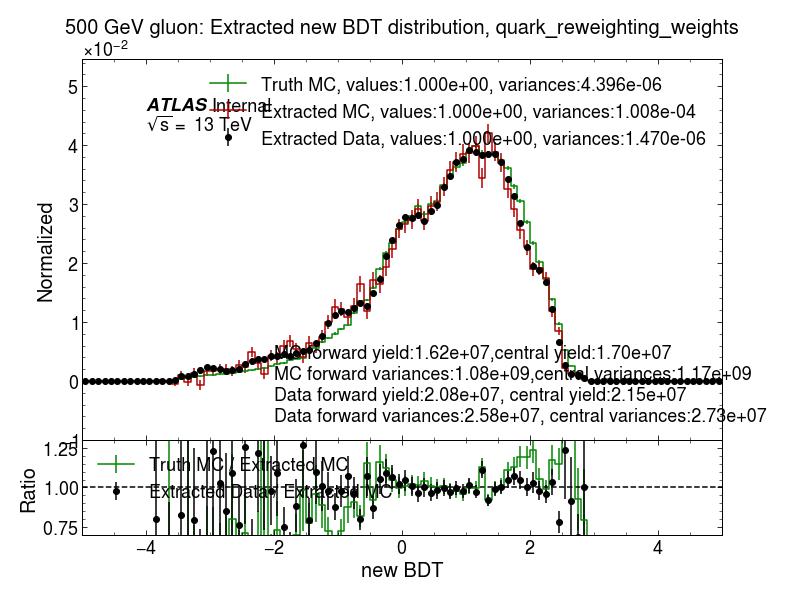 500 GeV gluon: Extracted new BDT distribution, quark_reweighting_weights
×10−2
Truth MC, values:1.000e+00, variances:4.396e-06
ATLAS Internal
Extracted MC, values:1.000e+00, variances:1.008e-04
√s = 13 TeV
Extracted Data, values:1.000e+00, variances:1.470e-06
5
4
3
2
1
0
−1
Normalized
MC forward yield:1.62e+07,central yield:1.70e+07
MC forward variances:1.08e+09,central variances:1.17e+09
Data forward yield:2.08e+07, central yield:2.15e+07
Data forward variances:2.58e+07, central variances:2.73e+07
1.25
1.00
0.75
Ratio
Truth MC / Extracted MC
Extracted Data / Extracted MC
−4 −2 0 2 4
new BDT